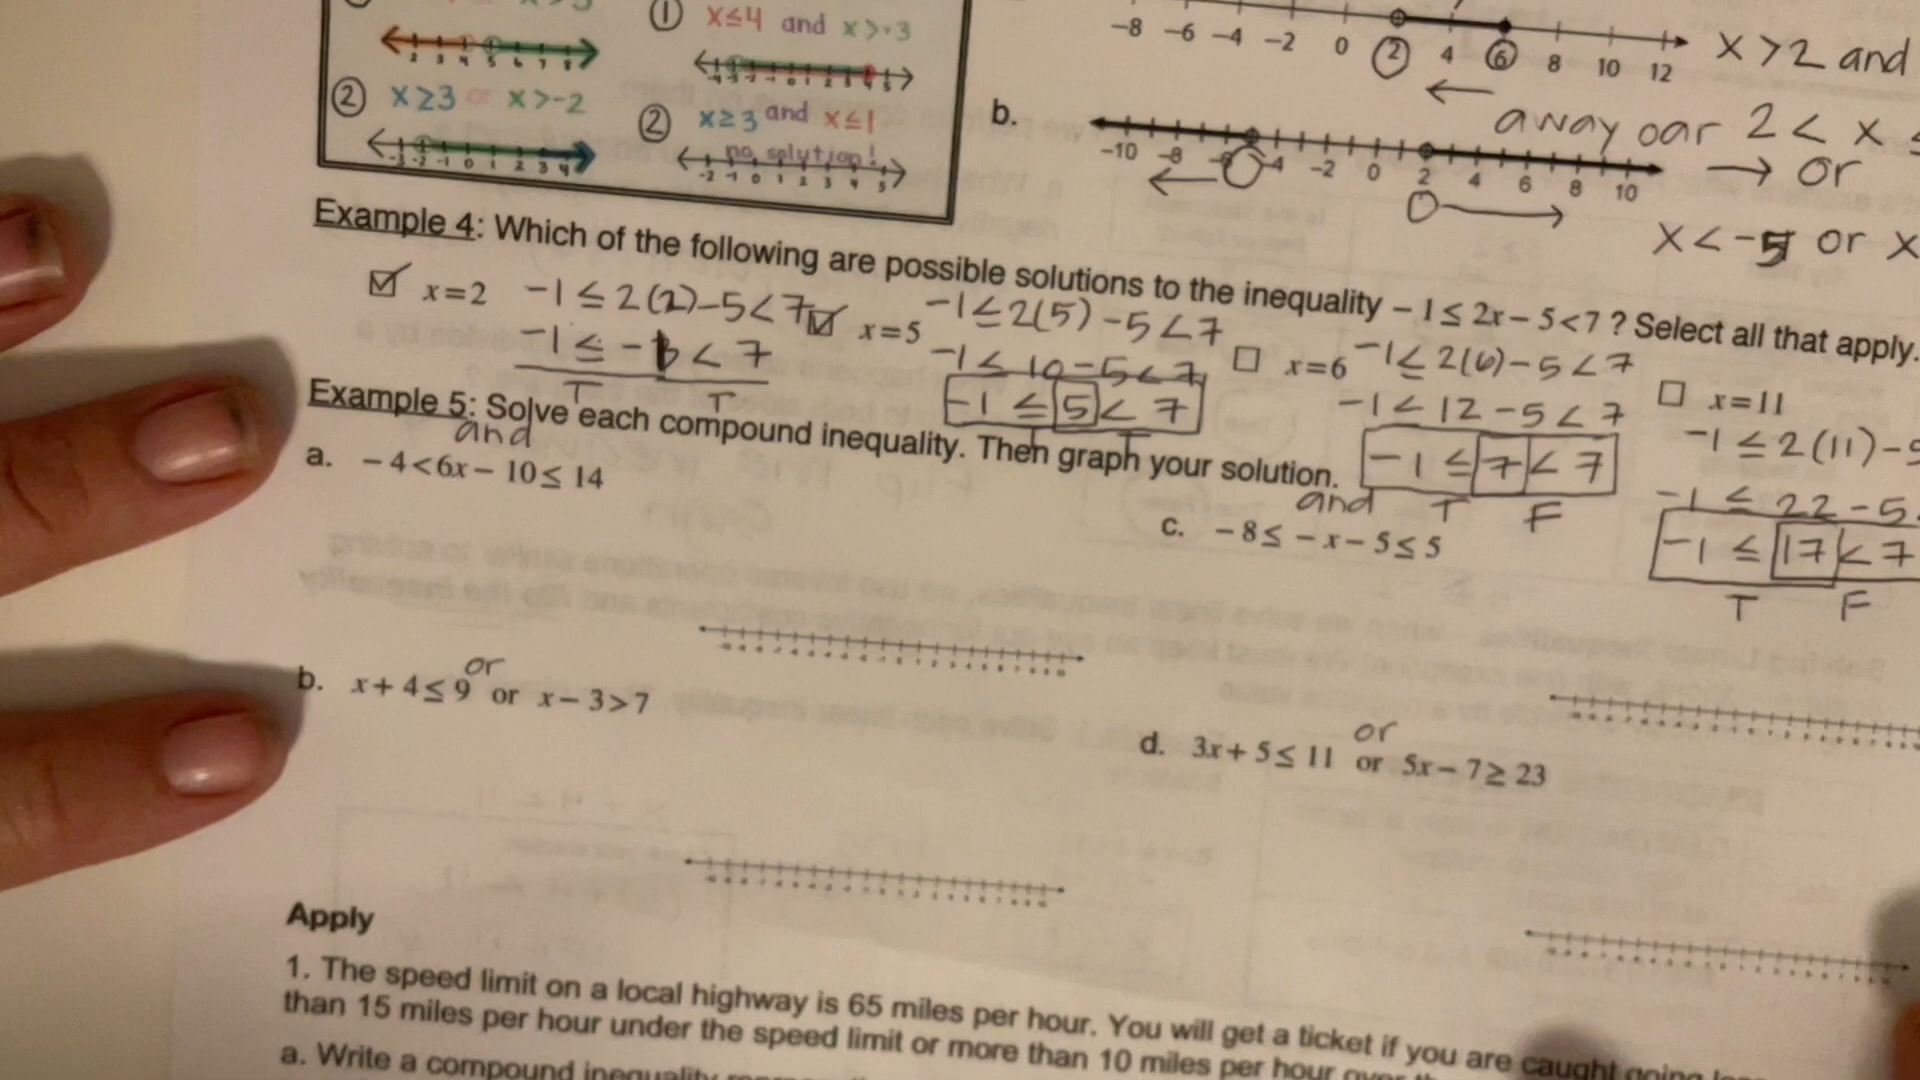 ① x≤4 and x>-3
② x≥3 or x>-2
② x≥3 and x≤1
no solution!
-8 -6 -4 -2 0 2 4 6 8 10 12
x>2 and
away oar 2 < x ≤
b.
-10 -8 -4 -2 0 2 4 6 8 10
→ or
x<-5 or x
Example 4: Which of the following are possible solutions to the inequality −1≤ 2x−5<7? Select all that apply.
☑ x=2 -1≤2(2)-5<7
-1≤ -1<7
T T
☑ x=5 -1≤2(5)-5<7
-1≤ 10-5<7
-1≤5<7
T T
☐ x=6 -1≤2(6)-5<7
-1≤12-5<7
-1≤7<7
T F
☐ x=11
-1≤2(11)-5
-1≤22-5
-1≤17<7
T F
Example 5: Solve each compound inequality. Then graph your solution.
and
a. −4<6x−10≤14
and
c. −8≤−x−5≤5
or
b. x+4≤9 or x−3>7
or
d. 3x+5≤11 or 5x−7≥23
Apply
1. The speed limit on a local highway is 65 miles per hour. You will get a ticket if you are caught going less
than 15 miles per hour under the speed limit or more than 10 miles per hour over
a. Write a compound inequality